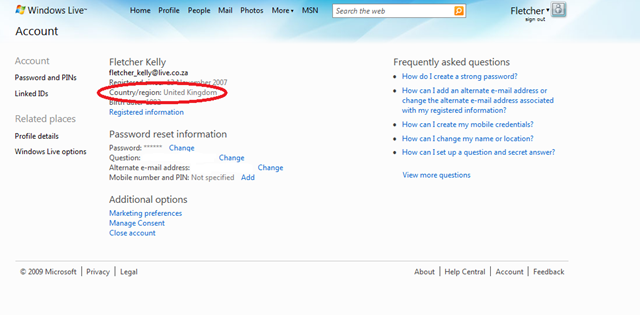 Windows Live™ Home Profile People Mail Photos More▾ MSN Search the web Fletcher▾
sign out
Account
Account
Password and PINs
Linked IDs
Related places
Profile details
Windows Live options
Fletcher Kelly
fletcher_kelly@live.co.za
Registered since: 17 November 2007
Country/region: United Kingdom
Birth date: 1992
Registered information
Password reset information
Password: ****** Change
Question: Change
Alternate e-mail address: Change
Mobile number and PIN: Not specified Add
Additional options
Marketing preferences
Manage Consent
Close account
Frequently asked questions
How do I create a strong password?
How can I add an alternate e-mail address or
change the alternate e-mail address associated
with my registered information?
How can I create my mobile credentials?
How can I change my name or location?
How can I set up a question and secret answer?
View more questions
© 2009 Microsoft | Privacy | Legal About | Help Central | Account | Feedback